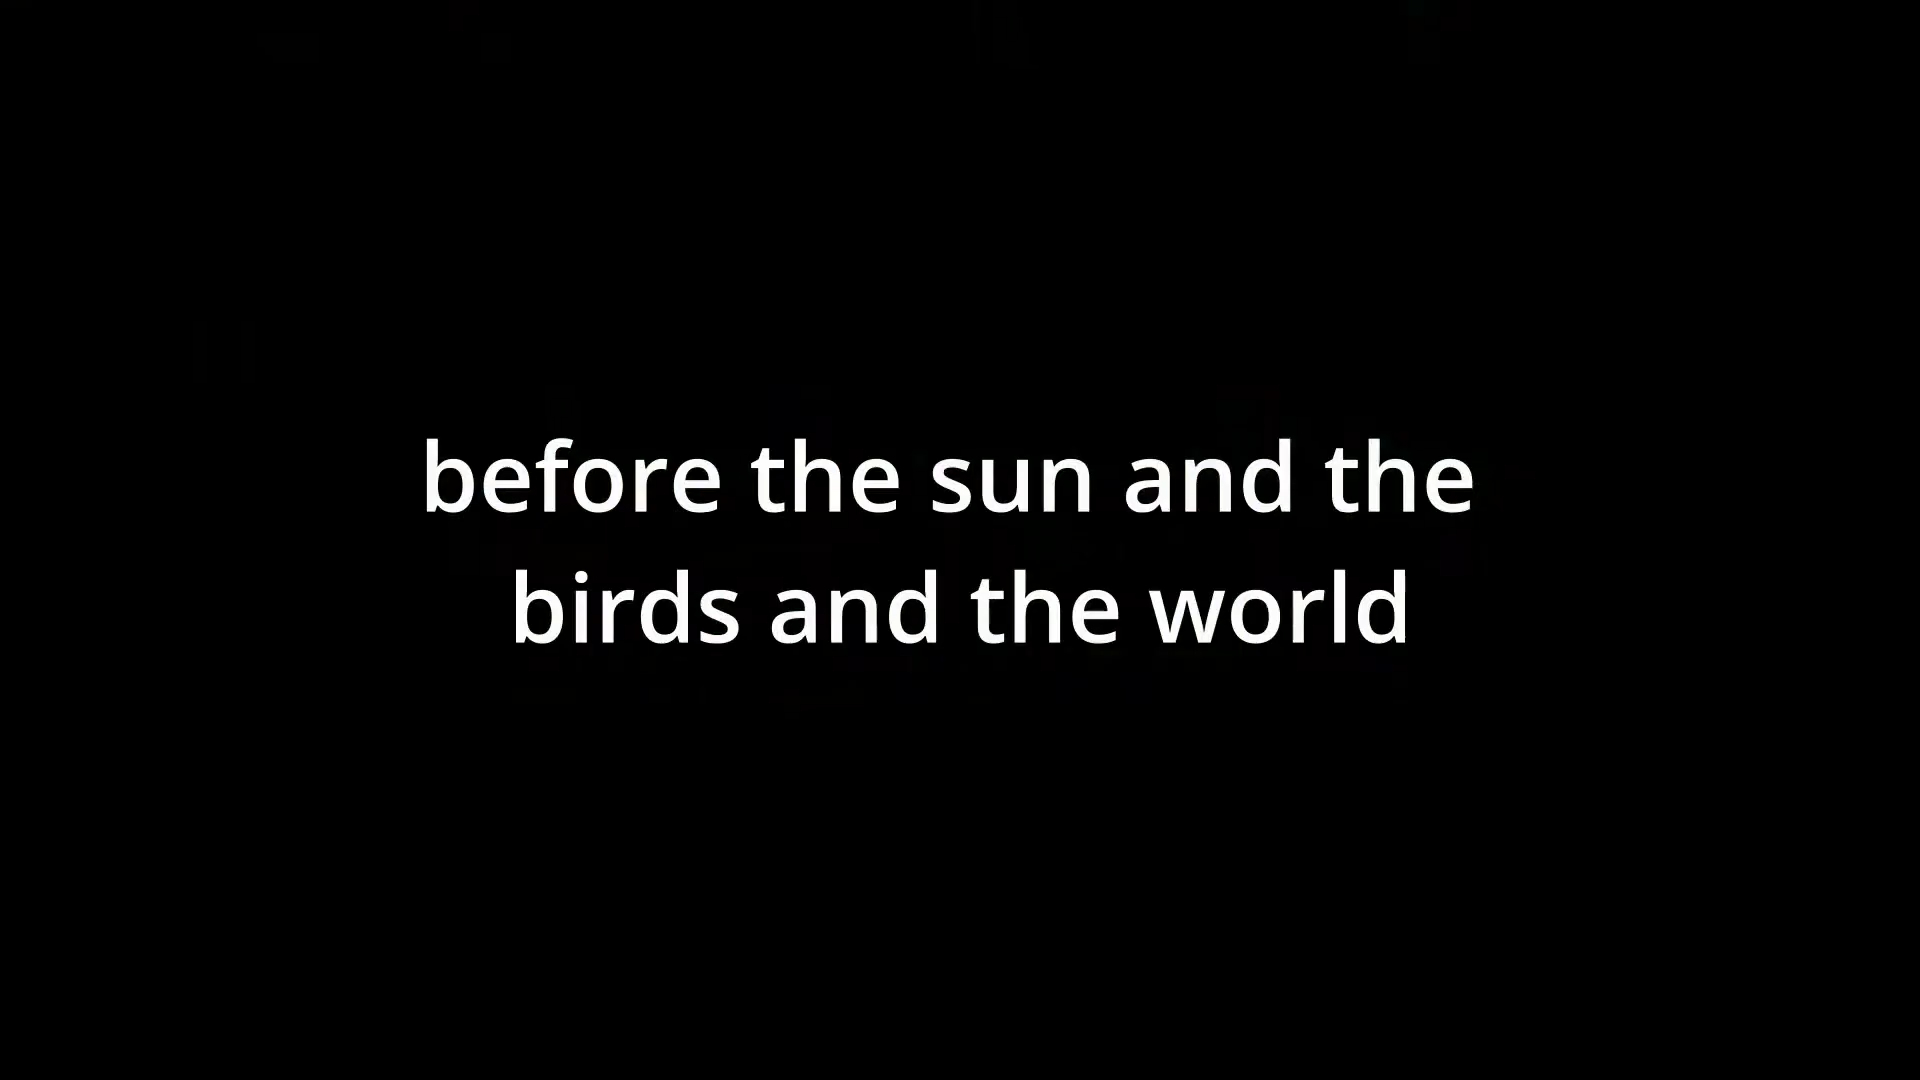 before the sun and the
birds and the world